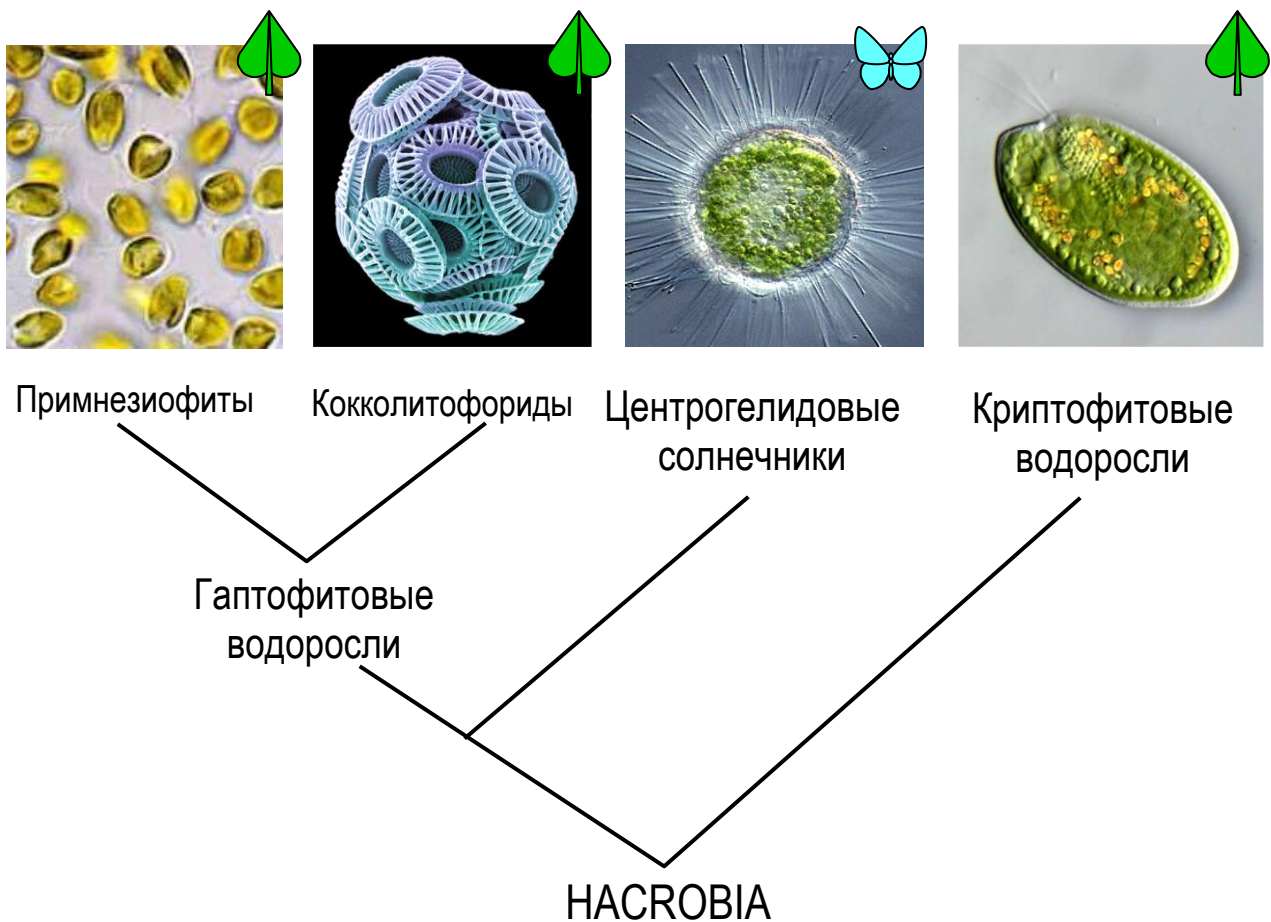 Примнезиофиты
Кокколитофориды
Центрогелидовые
солнечники
Криптофитовые
водоросли
Гаптофитовые
водоросли
HACROBIA